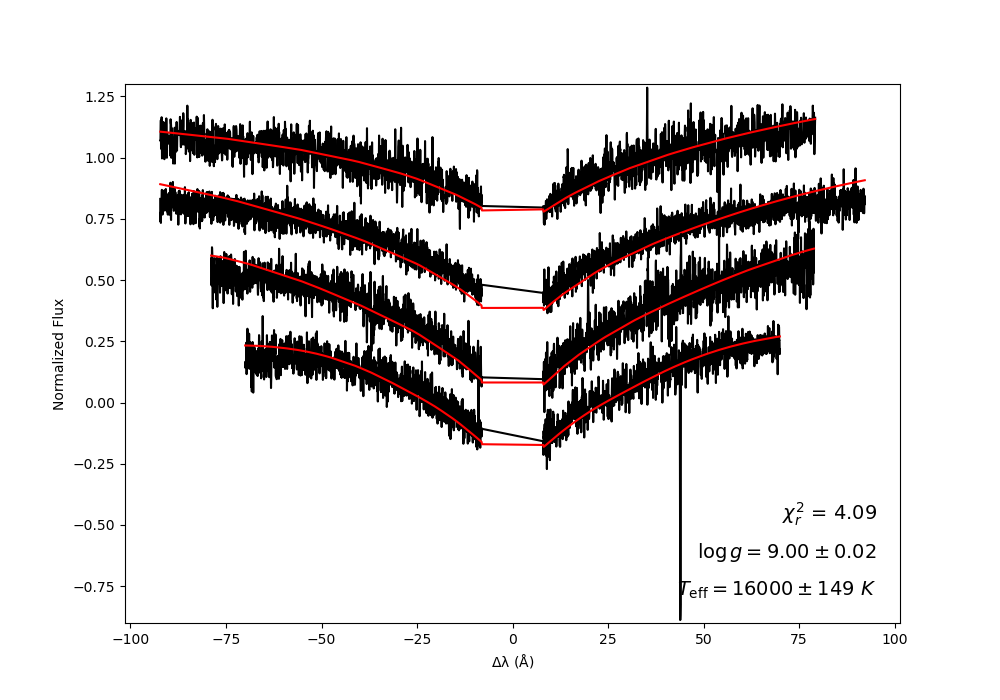 1.25
1.00
0.75
0.50
0.25
0.00
−0.25
−0.50
−0.75
Normalized Flux
χ²ᵣ = 4.09
log g = 9.00 ± 0.02
T_eff = 16000 ± 149 K
−100 −75 −50 −25 0 25 50 75 100
Δλ (Å)